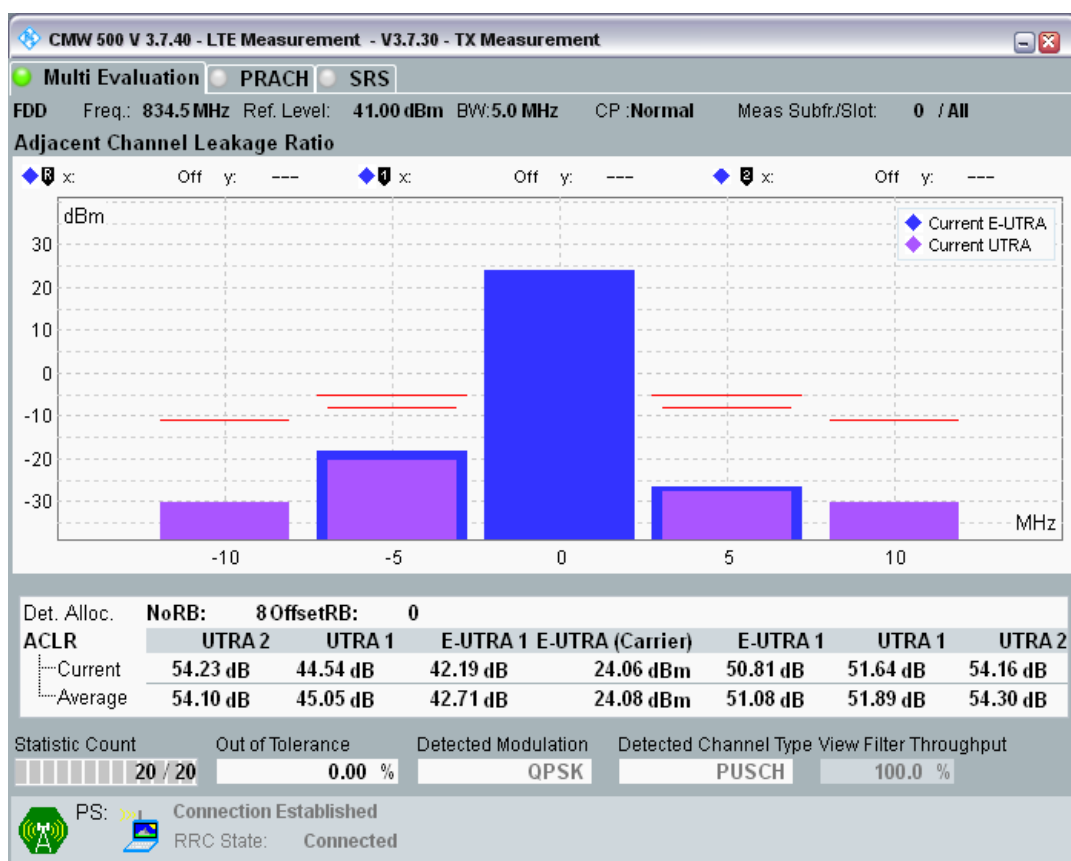 CMW 500 V 3.7.40 - LTE Measurement - V3.7.30 - TX Measurement
Multi Evaluation PRACH SRS
FDD Freq.: 834.5 MHz Ref. Level: 41.00 dBm BW:5.0 MHz CP :Normal Meas Subfr./Slot: 0 / All
Adjacent Channel Leakage Ratio
R x: Off y: --- 1 x: Off y: --- 2 x: Off y: ---
dBm
Current E-UTRA
Current UTRA
30
20
10
0
-10
-20
-30
MHz
-10 -5 0 5 10
Det. Alloc. NoRB: 8 OffsetRB: 0
ACLR UTRA 2 UTRA 1 E-UTRA 1 E-UTRA (Carrier) E-UTRA 1 UTRA 1 UTRA 2
Current 54.23 dB 44.54 dB 42.19 dB 24.06 dBm 50.81 dB 51.64 dB 54.16 dB
Average 54.10 dB 45.05 dB 42.71 dB 24.08 dBm 51.08 dB 51.89 dB 54.30 dB
Statistic Count Out of Tolerance Detected Modulation Detected Channel Type View Filter Throughput
20 / 20 0.00 % QPSK PUSCH 100.0 %
PS: Connection Established
RRC State: Connected